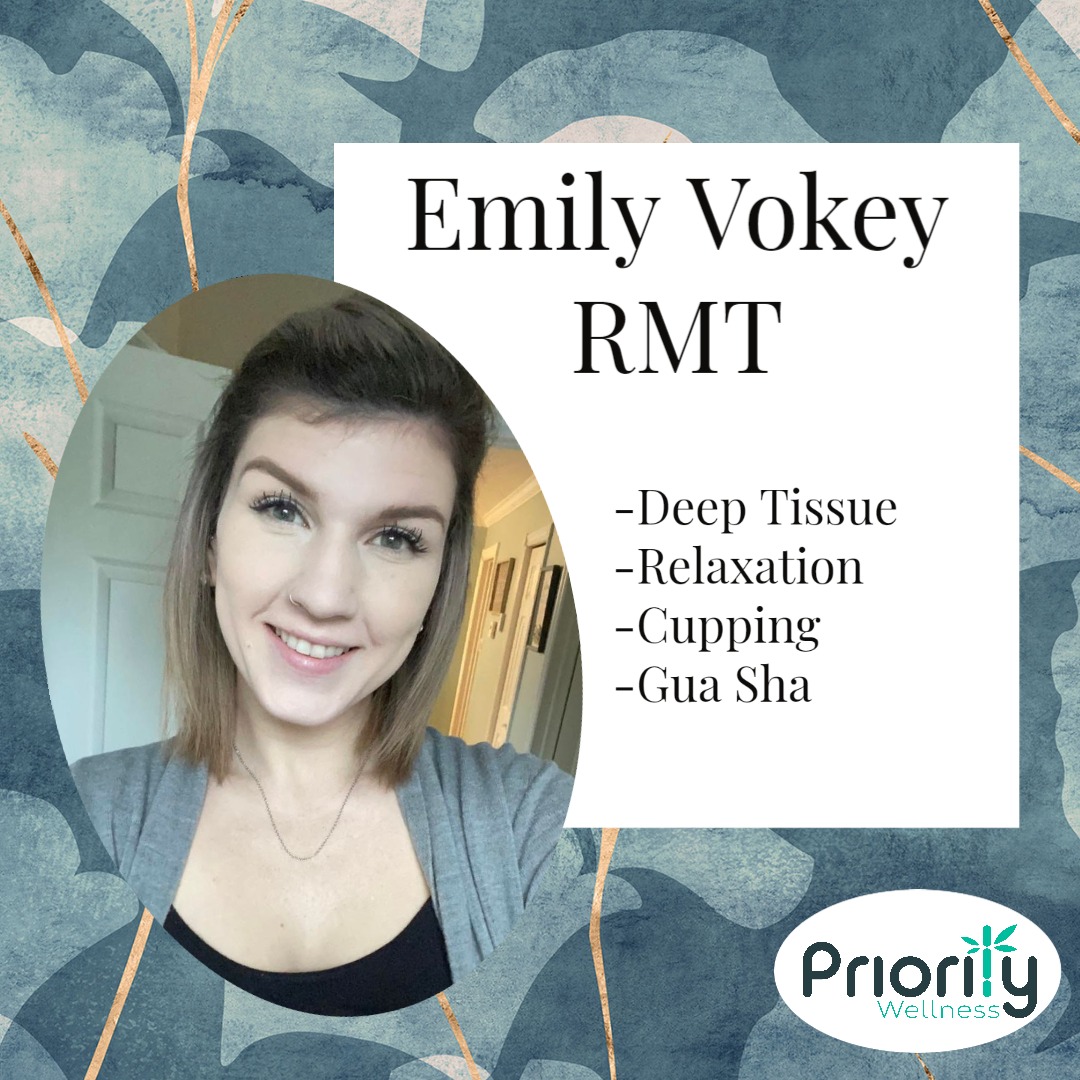 Emily Vokey
RMT
-Deep Tissue
-Relaxation
-Cupping
-Gua Sha
Priority
Wellness